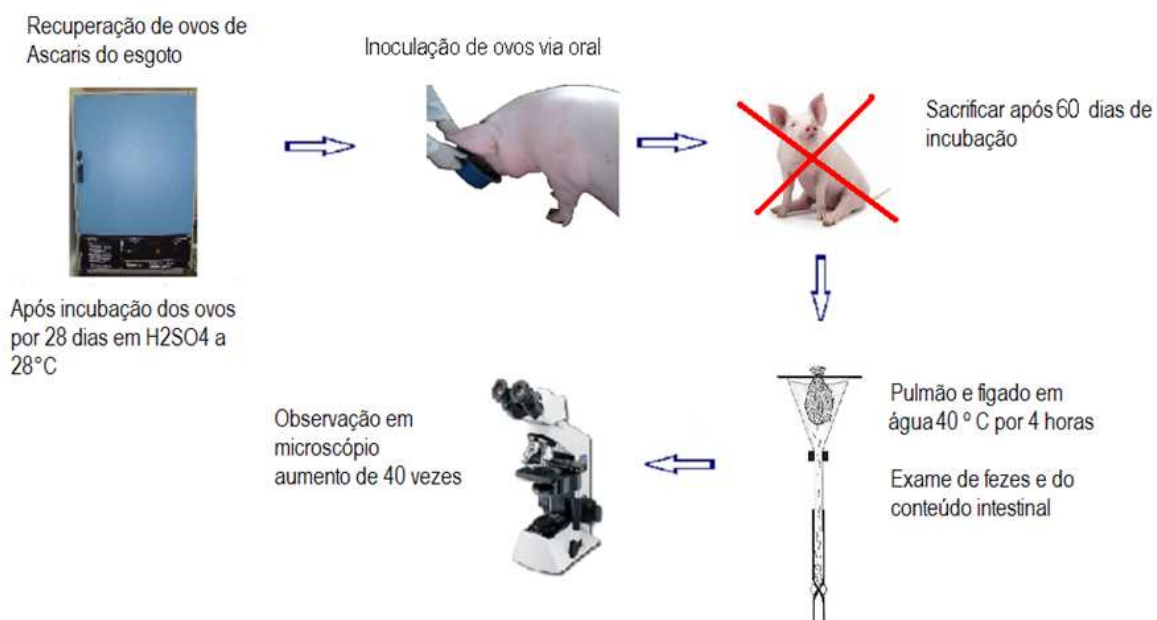 Recuperação de ovos de
Ascaris do esgoto
Inoculação de ovos via oral
Sacrificar após 60 dias de
incubação
Após incubação dos ovos
por 28 dias em H2SO4 a
28°C
Observação em
microscópio
aumento de 40 vezes
Pulmão e figado em
água 40 º C por 4 horas
Exame de fezes e do
conteúdo intestinal